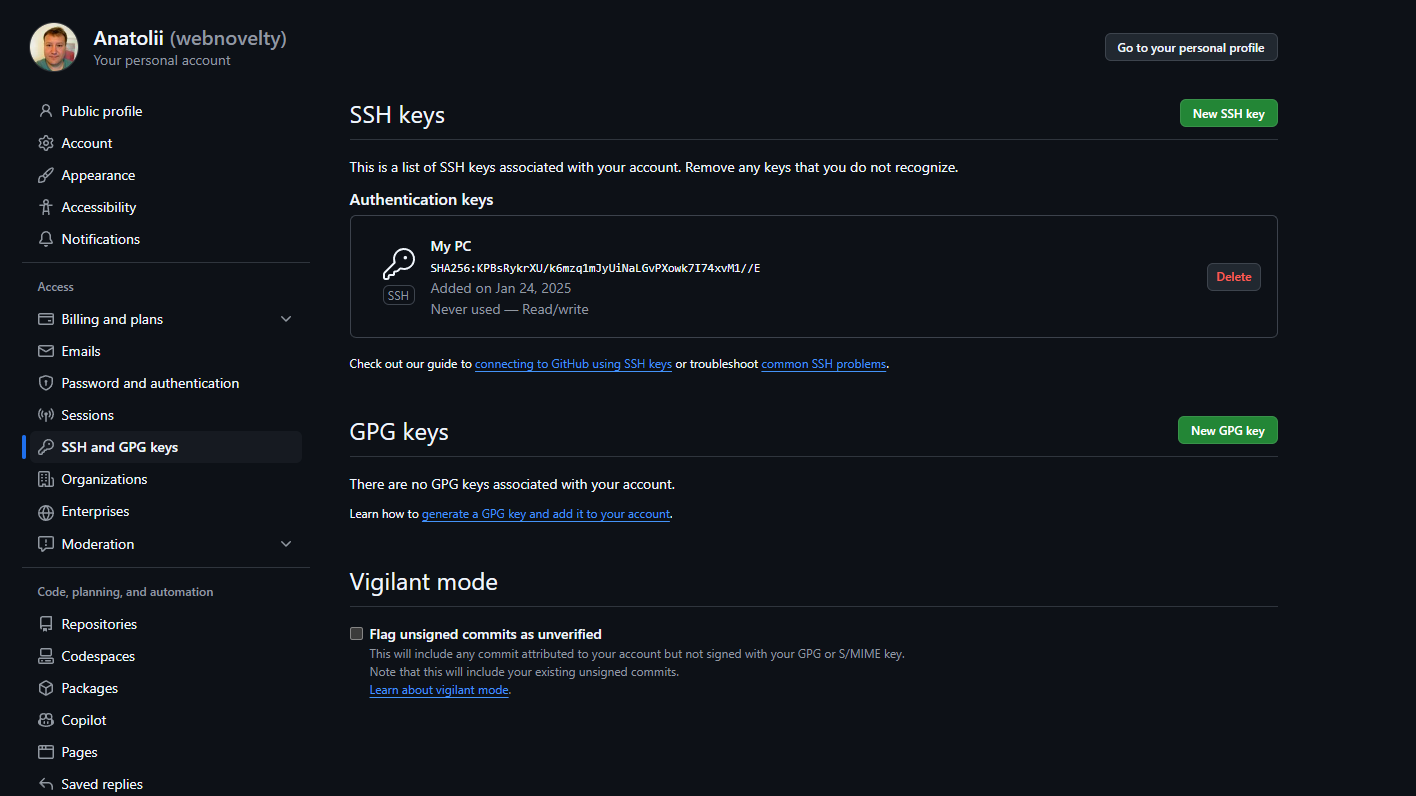 Anatolii (webnovelty)
Your personal account
Go to your personal profile
Public profile
Account
Appearance
Accessibility
Notifications
Access
Billing and plans
Emails
Password and authentication
Sessions
SSH and GPG keys
Organizations
Enterprises
Moderation
Code, planning, and automation
Repositories
Codespaces
Packages
Copilot
Pages
Saved replies
SSH keys
New SSH key
This is a list of SSH keys associated with your account. Remove any keys that you do not recognize.
Authentication keys
My PC
SHA256:KPBsRykrXU/k6mzq1mJyUiNaLGvPXowk7I74xvM1//E
Added on Jan 24, 2025
Never used — Read/write
SSH
Delete
Check out our guide to connecting to GitHub using SSH keys or troubleshoot common SSH problems.
GPG keys
New GPG key
There are no GPG keys associated with your account.
Learn how to generate a GPG key and add it to your account.
Vigilant mode
Flag unsigned commits as unverified
This will include any commit attributed to your account but not signed with your GPG or S/MIME key.
Note that this will include your existing unsigned commits.
Learn about vigilant mode.